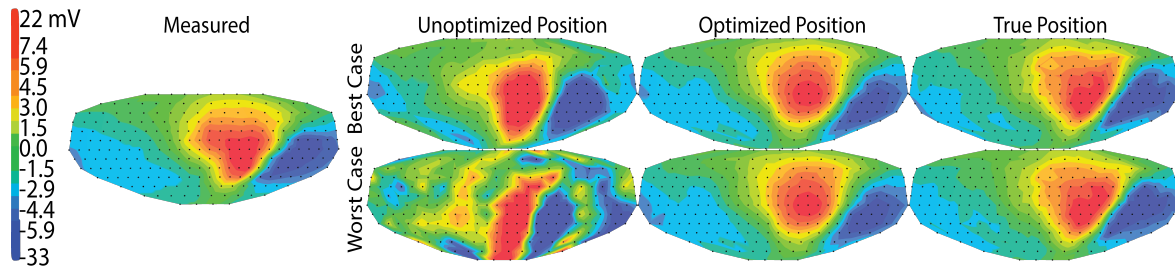 22 mV
7.4
5.9
4.5
3.0
1.5
0.0
-1.5
-2.9
-4.4
-5.9
-33
Measured
Unoptimized Position
Optimized Position
True Position
Best Case
Worst Case